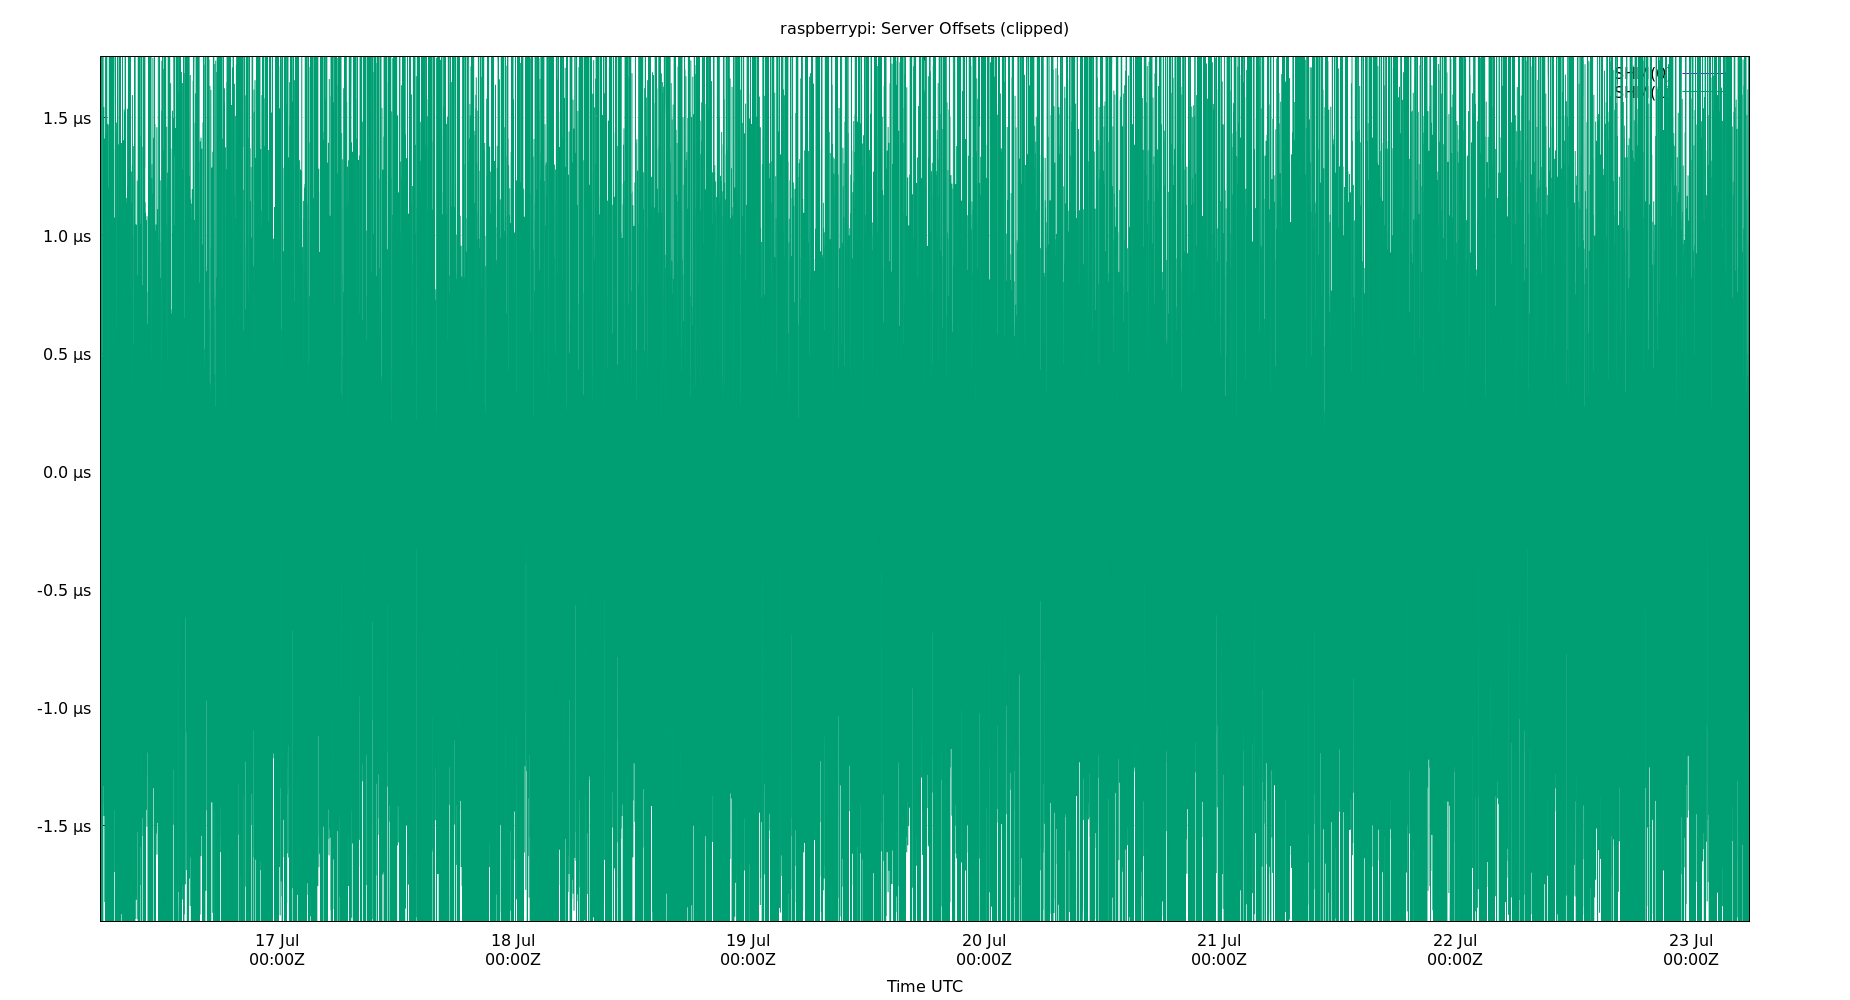 raspberrypi: Server Offsets (clipped)
1.5 µs
1.0 µs
0.5 µs
0.0 µs
-0.5 µs
-1.0 µs
-1.5 µs
17 Jul
00:00Z
18 Jul
00:00Z
19 Jul
00:00Z
20 Jul
00:00Z
21 Jul
00:00Z
22 Jul
00:00Z
23 Jul
00:00Z
Time UTC